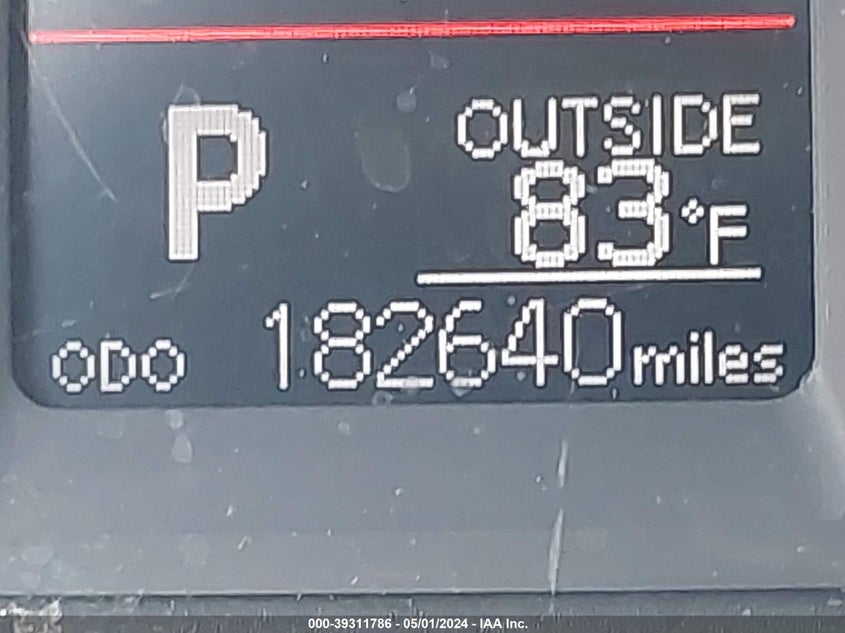 P
OUTSIDE
83°F
ODO 182640 miles
000-39311786 - 05/01/2024 - IAA Inc.